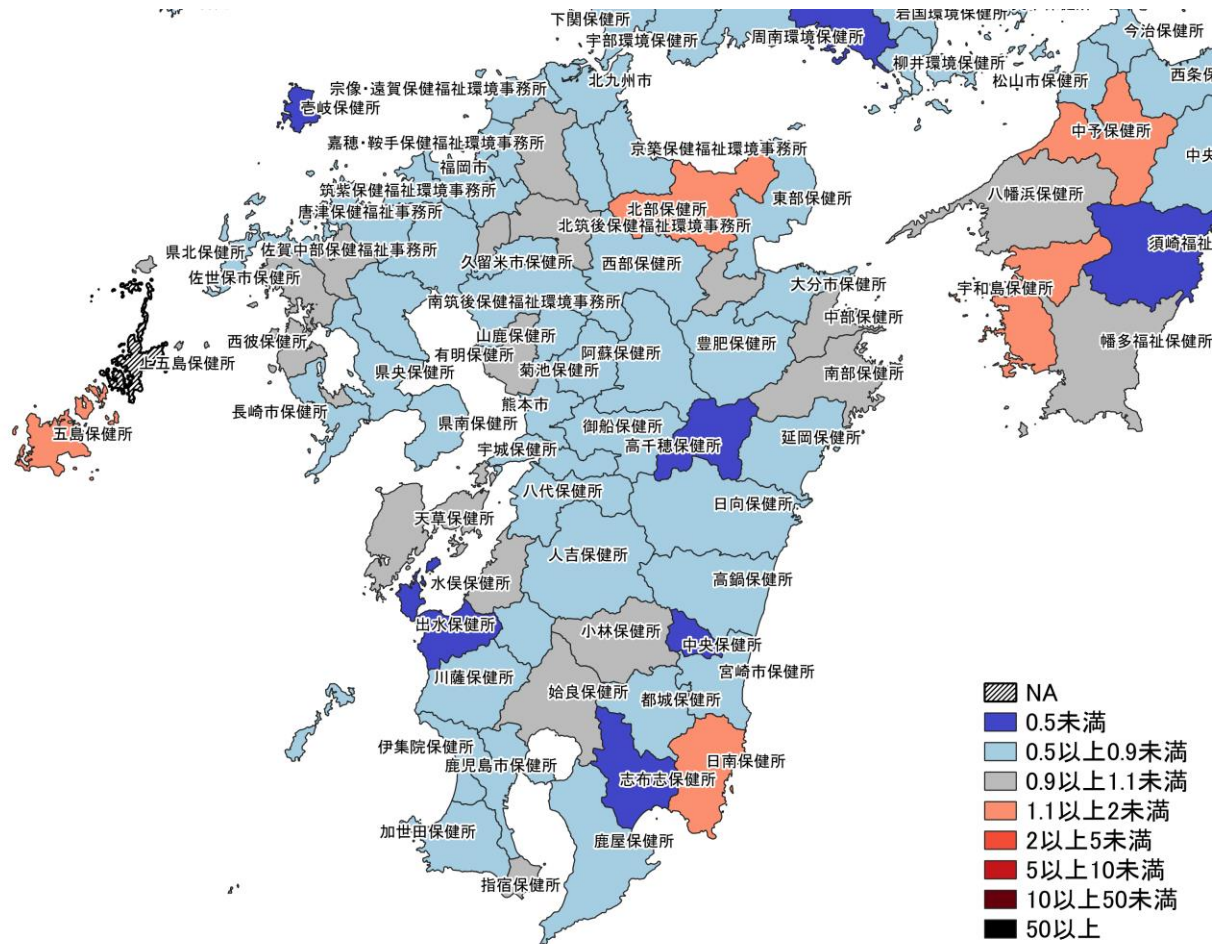 下関保健所
岩国環境保健所
宇部環境保健所
周南環境保健所
今治保健所
柳井環境保健所
松山市保健所
西条保
北九州市
宗像・遠賀保健福祉環境事務所
壱岐保健所
嘉穂・鞍手保健福祉環境事務所
京築保健福祉環境事務所
中予保健所
福岡市
中央
筑紫保健福祉環境事務所
東部保健所
八幡浜保健所
唐津保健福祉事務所
北部保健所
北筑後保健福祉環境事務所
県北保健所
佐賀中部保健福祉事務所
須崎福祉
久留米市保健所
西部保健所
佐世保市保健所
大分市保健所
宇和島保健所
南筑後保健福祉環境事務所
中部保健所
山鹿保健所
西彼保健所
豊肥保健所
幡多福祉保健所
有明保健所
阿蘇保健所
上五島保健所
県央保健所
菊池保健所
南部保健所
熊本市
長崎市保健所
県南保健所
御船保健所
五島保健所
延岡保健所
宇城保健所
高千穂保健所
八代保健所
日向保健所
天草保健所
人吉保健所
水俣保健所
高鍋保健所
出水保健所
小林保健所
中央保健所
宮崎市保健所
川薩保健所
姶良保健所
都城保健所
伊集院保健所
日南保健所
鹿児島市保健所
志布志保健所
加世田保健所
鹿屋保健所
指宿保健所
NA
0.5未満
0.5以上0.9未満
0.9以上1.1未満
1.1以上2未満
2以上5未満
5以上10未満
10以上50未満
50以上